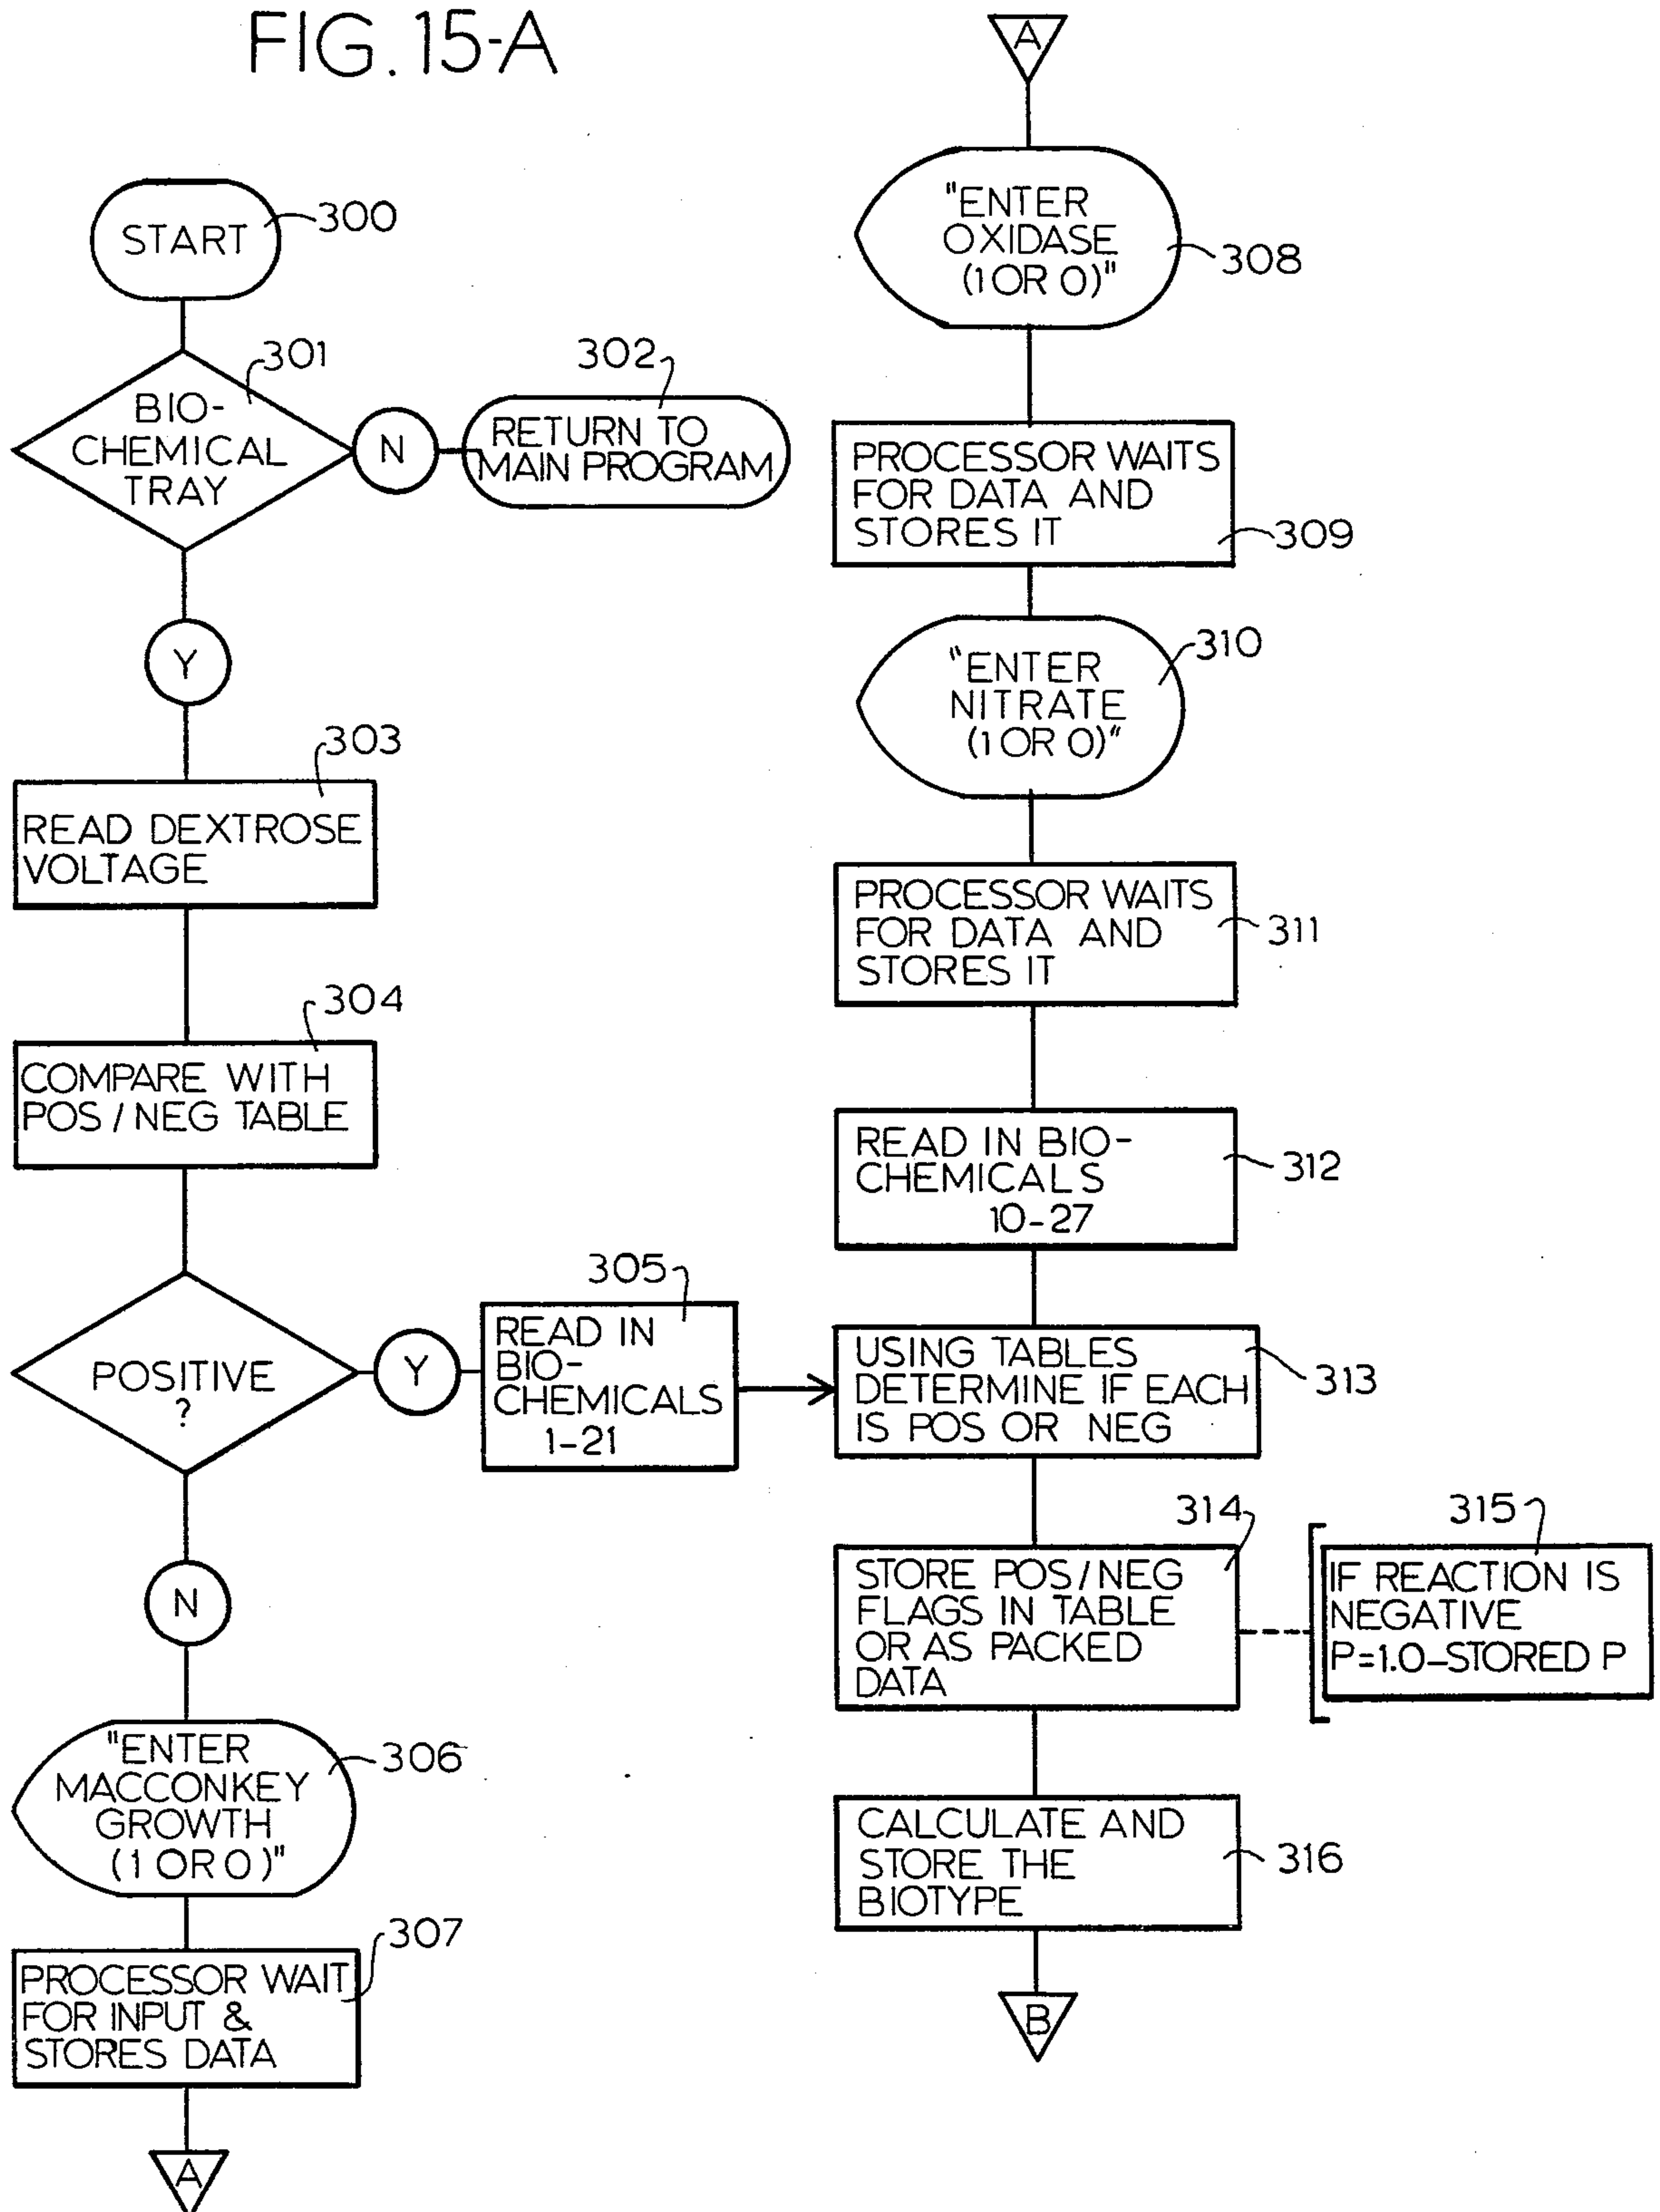 FIG. 15-A
START
300
301
BIO-
CHEMICAL
TRAY
N
302
RETURN TO
MAIN PROGRAM
Y
303
READ DEXTROSE
VOLTAGE
304
COMPARE WITH
POS / NEG TABLE
POSITIVE
?
Y
305
READ IN
BIO-
CHEMICALS
1-21
N
"ENTER
MACCONKEY
GROWTH
(1 OR 0)"
306
307
PROCESSOR WAIT
FOR INPUT &
STORES DATA
A
A
"ENTER
OXIDASE
(1 OR 0)"
308
PROCESSOR WAITS
FOR DATA AND
STORES IT
309
"ENTER
NITRATE
(1 OR 0)"
310
PROCESSOR WAITS
FOR DATA AND
STORES IT
311
READ IN BIO-
CHEMICALS
10-27
312
USING TABLES
DETERMINE IF EACH
IS POS OR NEG
313
314
STORE POS/NEG
FLAGS IN TABLE
OR AS PACKED
DATA
315
IF REACTION IS
NEGATIVE
P=1.0-STORED P
CALCULATE AND
STORE THE
BIOTYPE
316
B